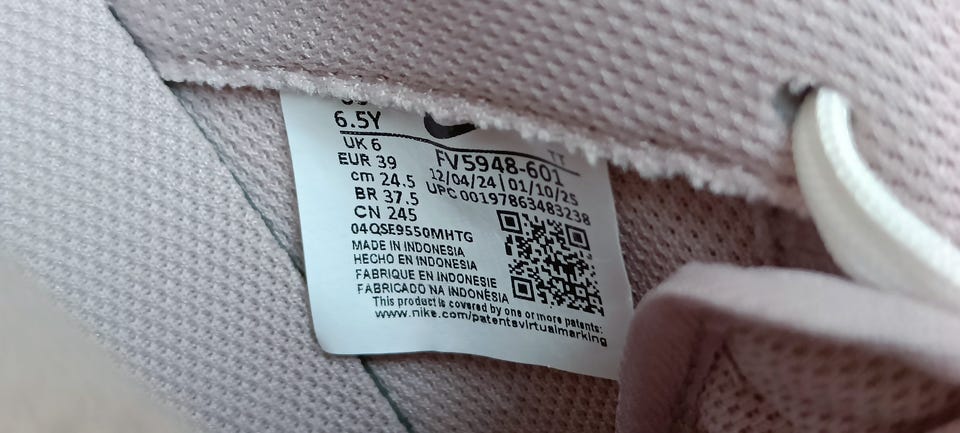 6.5Y
UK 6
EUR 39
cm 24.5
BR 37.5
CN 245
FV5948-601
12/04/24 | 01/10/25
UPC 00197863483238
04QSE9550MHTG
MADE IN INDONESIA
HECHO EN INDONESIA
FABRIQUE EN INDONESIE
FABRICADO NA INDONÉSIA
This product is covered by one or more patents:
www.nike.com/patentsvirtualmarking